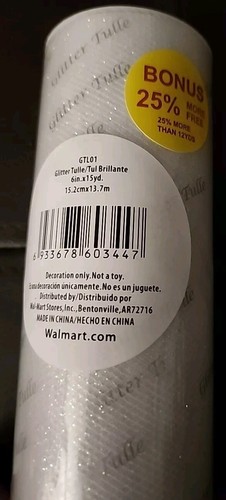 Glitter Tulle
Glitter Tulle
BONUS
25% MORE FREE
25% MORE
THAN 12YDS
GTL01
Glitter Tulle/Tul Brillante
6in.x15yd.
15.2cmx13.7m
6 933678 603447
Decoration only.Not a toy.
Esta decoración únicamente. No es un juguete.
Distributed by/Distribuido por
Wal-Mart Stores,Inc.,Bentonville,AR72716
MADE IN CHINA/HECHO EN CHINA
Walmart.com
Glitter Tulle
Tulle